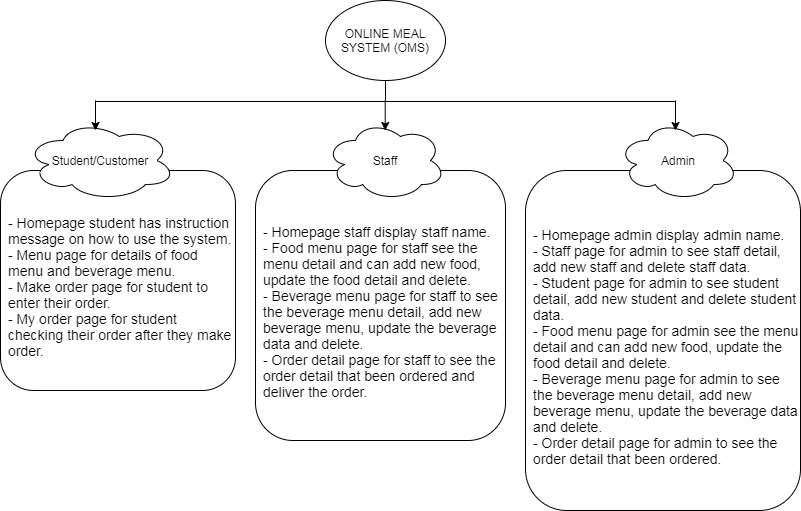 ONLINE MEAL
SYSTEM (OMS)
Student/Customer
- Homepage student has instruction
message on how to use the system.
- Menu page for details of food
menu and beverage menu.
- Make order page for student to
enter their order.
- My order page for student
checking their order after they make
order.
Staff
- Homepage staff display staff name.
- Food menu page for staff see the
menu detail and can add new food,
update the food detail and delete.
- Beverage menu page for staff to see
the beverage menu detail, add new
beverage menu, update the beverage
data and delete.
- Order detail page for staff to see the
order detail that been ordered and
deliver the order.
Admin
- Homepage admin display admin name.
- Staff page for admin to see staff detail,
add new staff and delete staff data.
- Student page for admin to see student
detail, add new student and delete student
data.
- Food menu page for admin see the menu
detail and can add new food, update the
food detail and delete.
- Beverage menu page for admin to see
the beverage menu detail, add new
beverage menu, update the beverage data
and delete.
- Order detail page for admin to see the
order detail that been ordered.